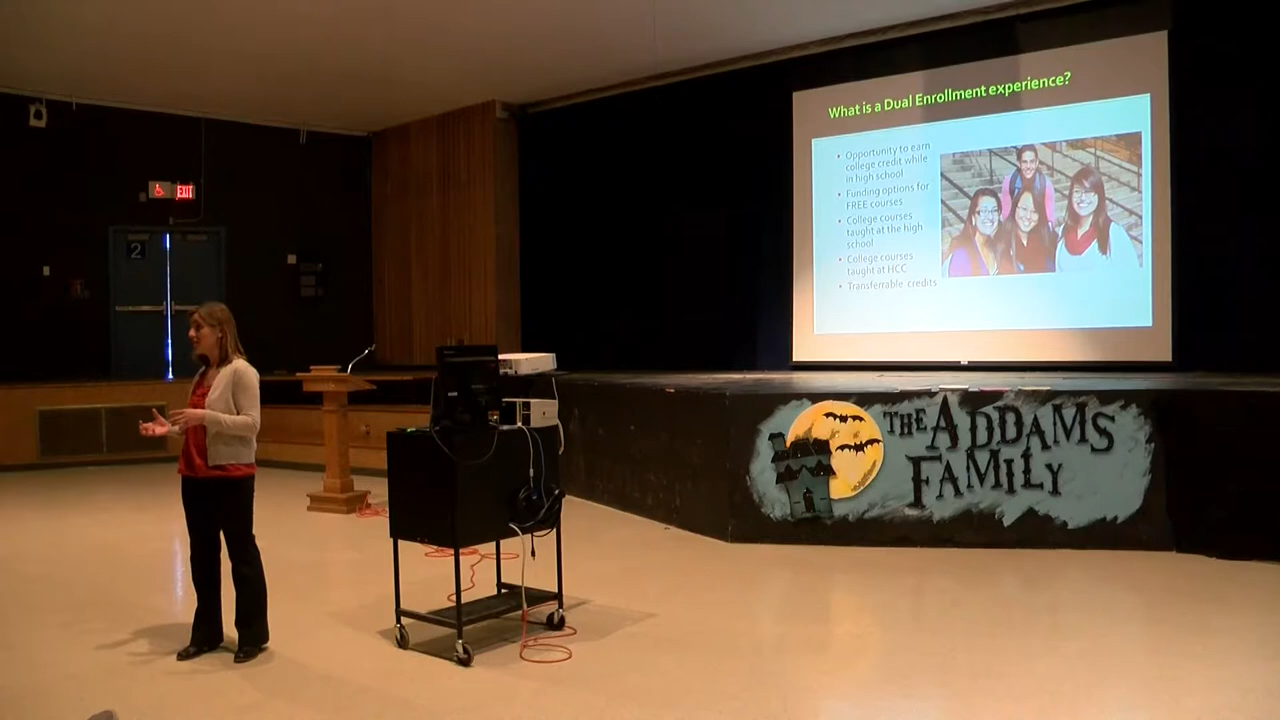 What is a Dual Enrollment experience?
• Opportunity to earn
college credit while
in high school
• Funding options for
FREE courses
• College courses
taught at the high
school
• College courses
taught at HCC
• Transferrable credits
EXIT
2
THE ADDAMS
FAMILY